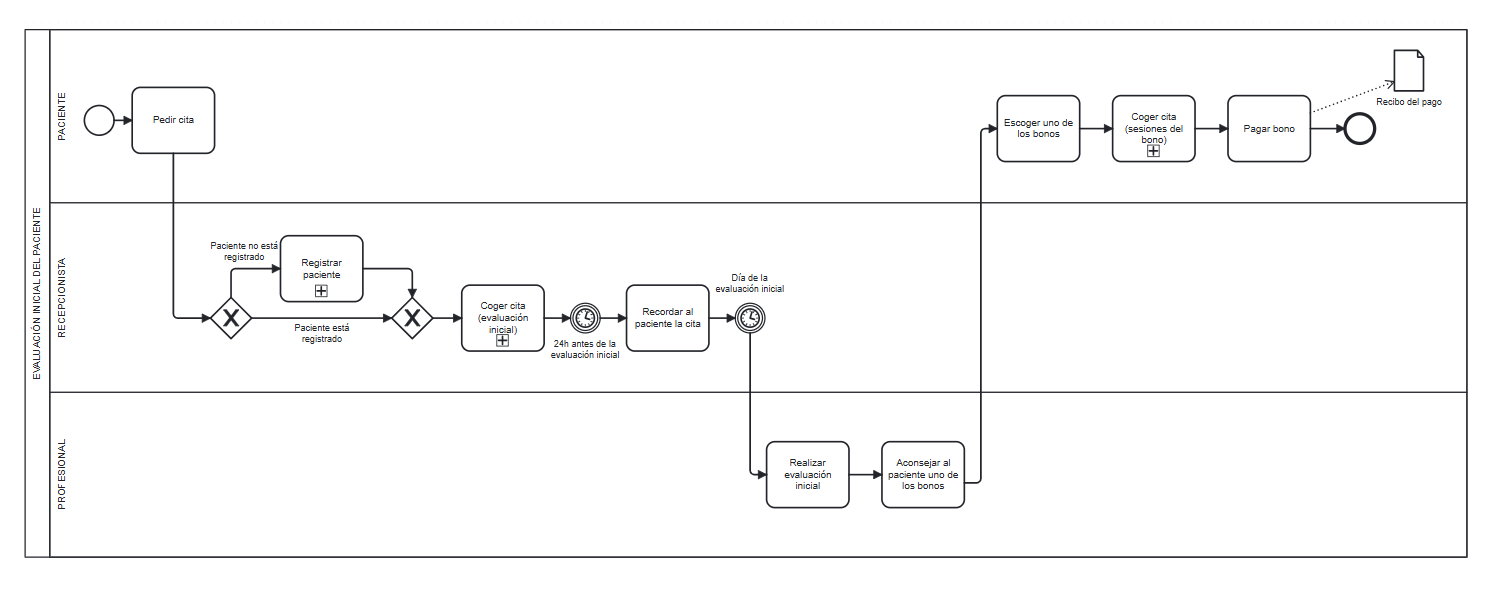 EVALUACIÓN INICIAL DEL PACIENTE
PACIENTE
Pedir cita
Escoger uno de
los bonos
Coger cita
(sesiones del
bono)
Pagar bono
Recibo del pago
RECEPCIONISTA
Paciente no está
registrado
Registrar
paciente
Paciente está
registrado
Coger cita
(evaluación
inicial)
24h antes de la
evaluación inicial
Recordar al
paciente la cita
Día de la
evaluación inicial
PROFESIONAL
Realizar
evaluación
inicial
Aconsejar al
paciente uno de
los bonos